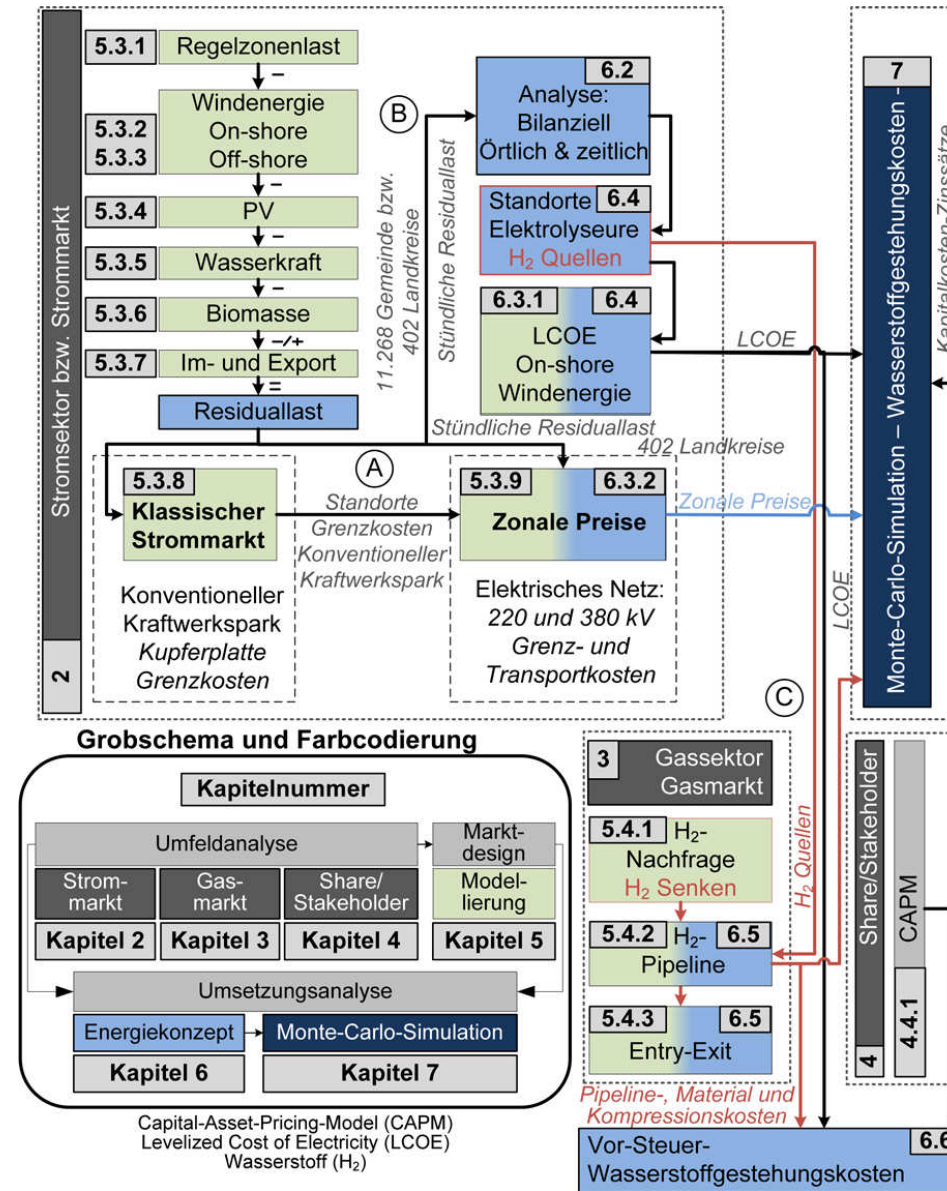 Stromsektor bzw. Strommarkt
2
5.3.1
Regelzonenlast
–
5.3.2
5.3.3
Windenergie
On-shore
Off-shore
–
5.3.4
PV
–
5.3.5
Wasserkraft
–
5.3.6
Biomasse
–/+
5.3.7
Im- und Export
=
Residuallast
11.268 Gemeinde bzw.
402 Landkreise
Stündliche Residuallast
B
6.2
Analyse:
Bilanziell
Örtlich & zeitlich
Standorte
6.4
Elektrolyseure
H₂ Quellen
6.3.1
6.4
LCOE
On-shore
Windenergie
LCOE
Stündliche Residuallast
402 Landkreise
A
5.3.8
Klassischer
Strommarkt
Standorte
Grenzkosten
Konventioneller
Kraftwerkspark
5.3.9
6.3.2
Zonale Preise
Zonale Preise
Konventioneller
Kraftwerkspark
Kupferplatte
Grenzkosten
Elektrisches Netz:
220 und 380 kV
Grenz- und
Transportkosten
7
Monte-Carlo-Simulation – Wasserstoffgestehungskosten -
Kapitalkosten-Zinssätze
LCOE
C
H₂ Quellen
3
Gassektor
Gasmarkt
5.4.1
H₂-
Nachfrage
H₂ Senken
5.4.2
H₂-
6.5
Pipeline
5.4.3
6.5
Entry-Exit
Pipeline-, Material und
Kompressionskosten
Vor-Steuer-
Wasserstoffgestehungskosten
6.6
Share/Stakeholder
4
CAPM
4.4.1
Grobschema und Farbcodierung
Kapitelnummer
Umfeldanalyse
Markt-
design
Strom-
markt
Gas-
markt
Share/
Stakeholder
Model-
lierung
Kapitel 2
Kapitel 3
Kapitel 4
Kapitel 5
Umsetzungsanalyse
Energiekonzept
Monte-Carlo-Simulation
Kapitel 6
Kapitel 7
Capital-Asset-Pricing-Model (CAPM)
Levelized Cost of Electricity (LCOE)
Wasserstoff (H₂)